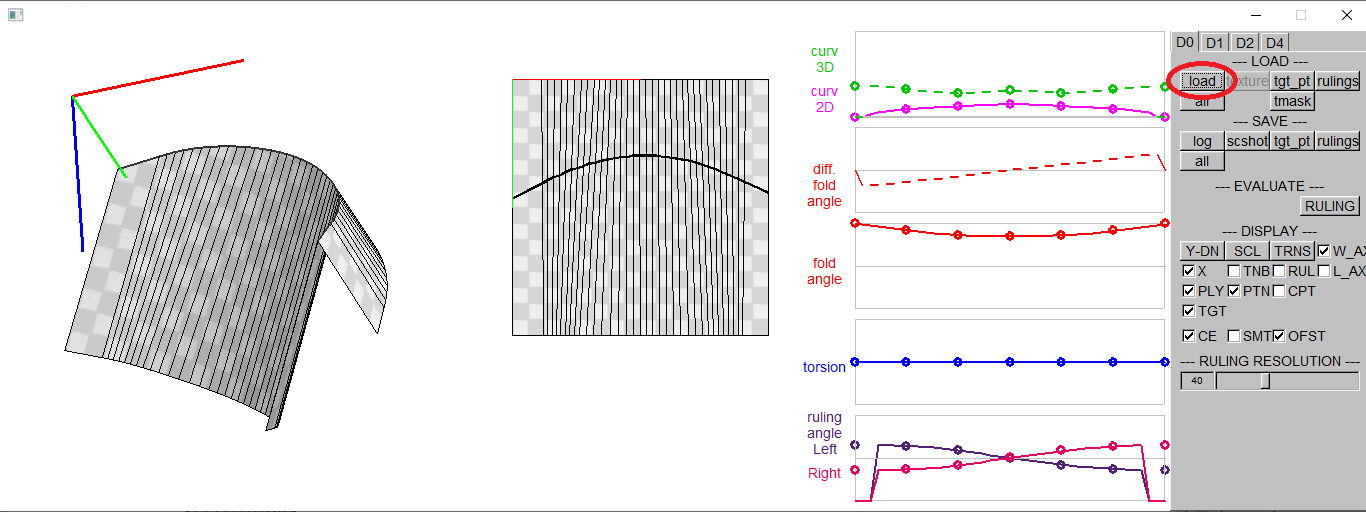 curv
3D
curv
2D
diff.
fold
angle
fold
angle
torsion
ruling
angle
Left
Right
D0 D1 D2 D4
--- LOAD ---
load texture tgt_pt rulings
all tmask
--- SAVE ---
log scshot tgt_pt rulings
all
--- EVALUATE ---
RULING
--- DISPLAY ---
Y-DN SCL TRNS W_AX
X TNB RUL L_AX
PLY PTN CPT
TGT
CE SMT OFST
--- RULING RESOLUTION ---
40